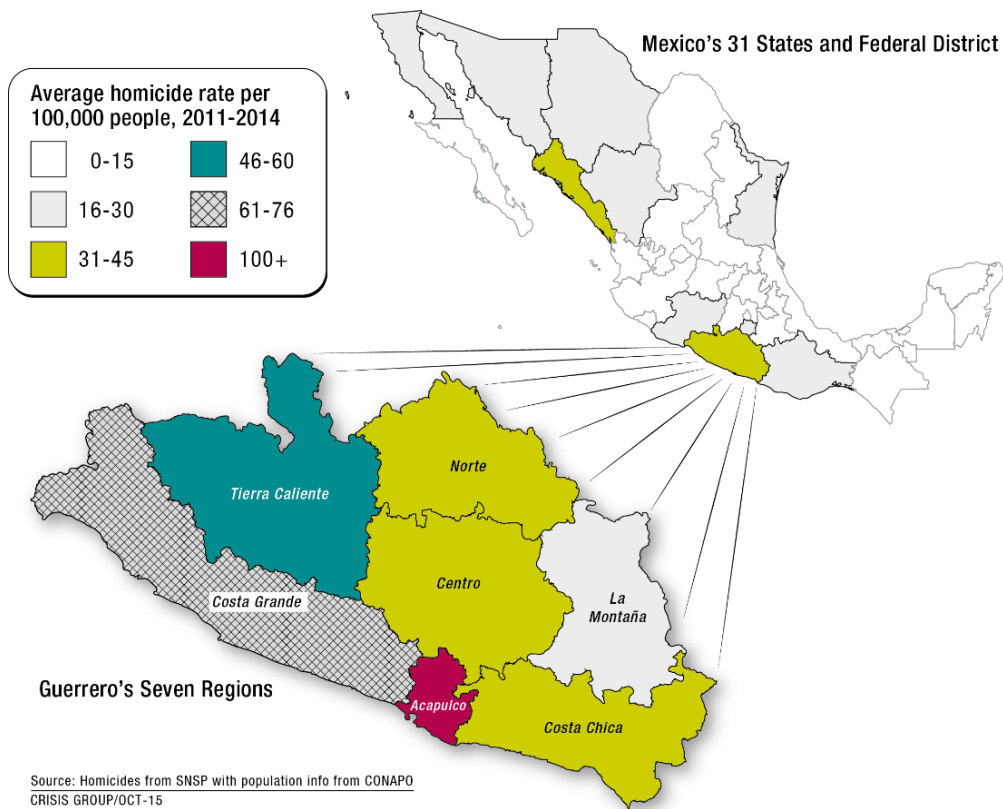 Mexico's 31 States and Federal District
Average homicide rate per
100,000 people, 2011-2014
0-15
46-60
16-30
61-76
31-45
100+
Norte
Tierra Caliente
Centro
Costa Grande
La
Montaña
Guerrero's Seven Regions
Acapulco
Costa Chica
Source: Homicides from SNSP with population info from CONAPO
CRISIS GROUP/OCT-15